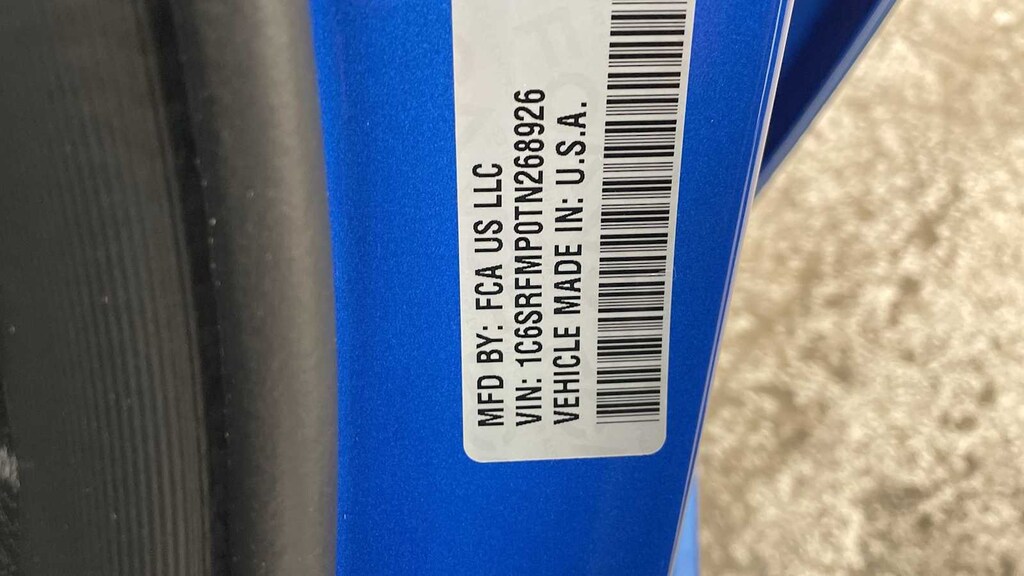 MFD BY: FCA US LLC
VIN: 1C6SRFMP0TN268926
VEHICLE MADE IN: U.S.A.